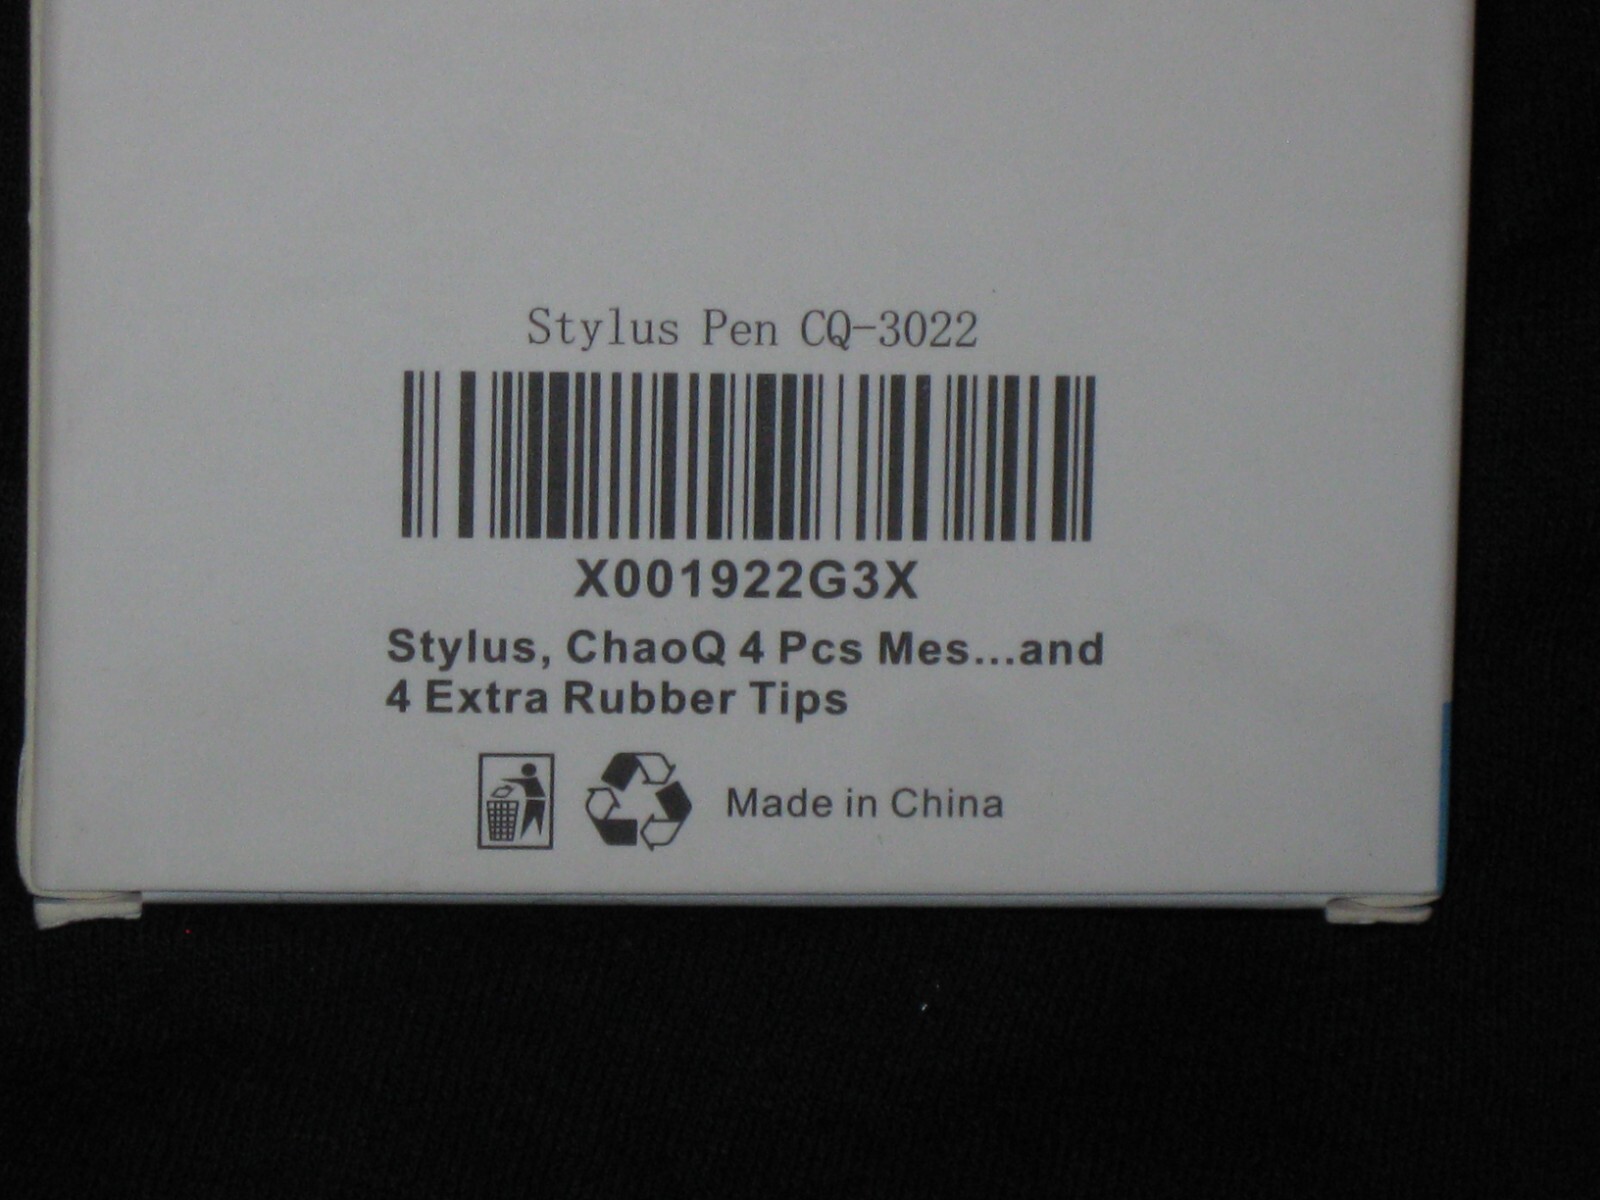 Stylus Pen CQ-3022
X001922G3X
Stylus, ChaoQ 4 Pcs Mes...and
4 Extra Rubber Tips
Made in China